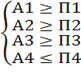 А1 ≥ П1
А2 ≥ П2
А3 ≥ П3
А4 ≤ П4